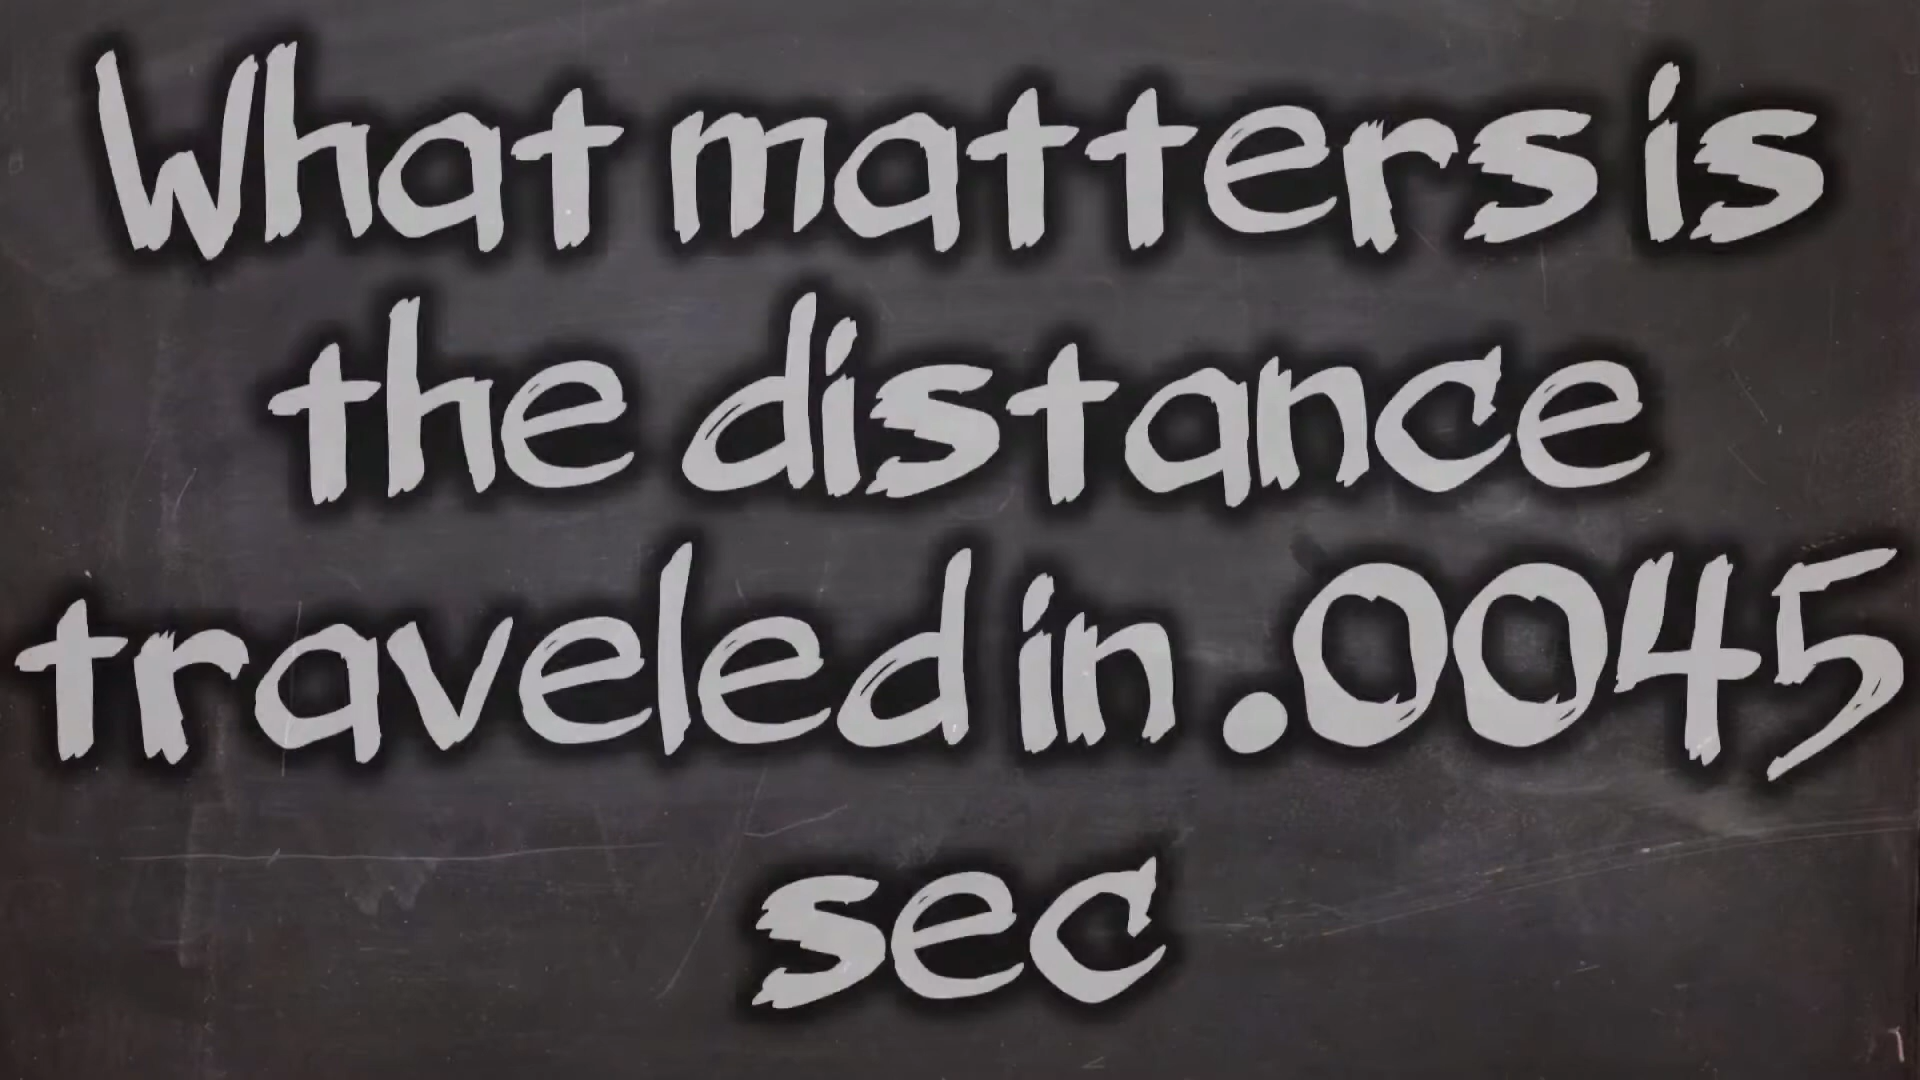 What matters is
the distance
traveled in .0045
sec